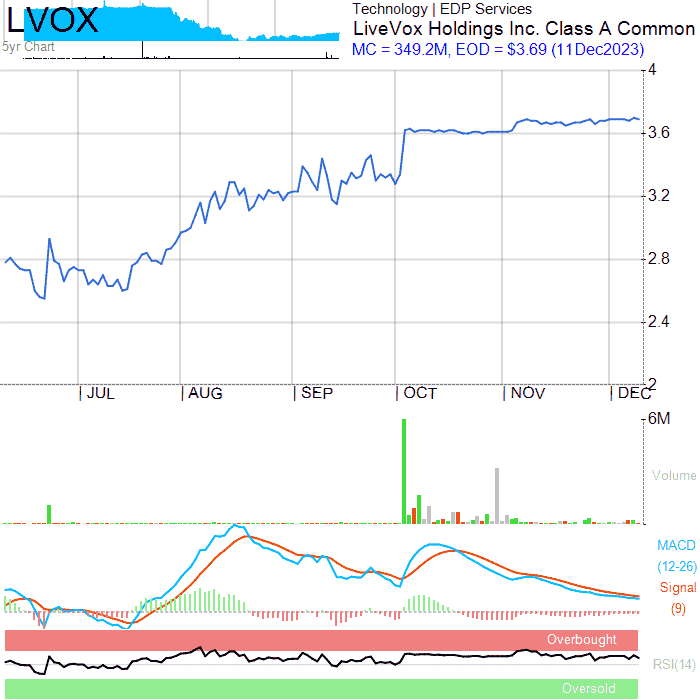 LVOX
Technology | EDP Services
LiveVox Holdings Inc. Class A Common
5yr Chart
MC = 349.2M, EOD = $3.69 (11Dec2023)
4
3.6
3.2
2.8
2.4
2
JUL
AUG
SEP
OCT
NOV
DEC
6M
Volume
MACD
(12-26)
Signal
(9)
Overbought
RSI(14)
Oversold